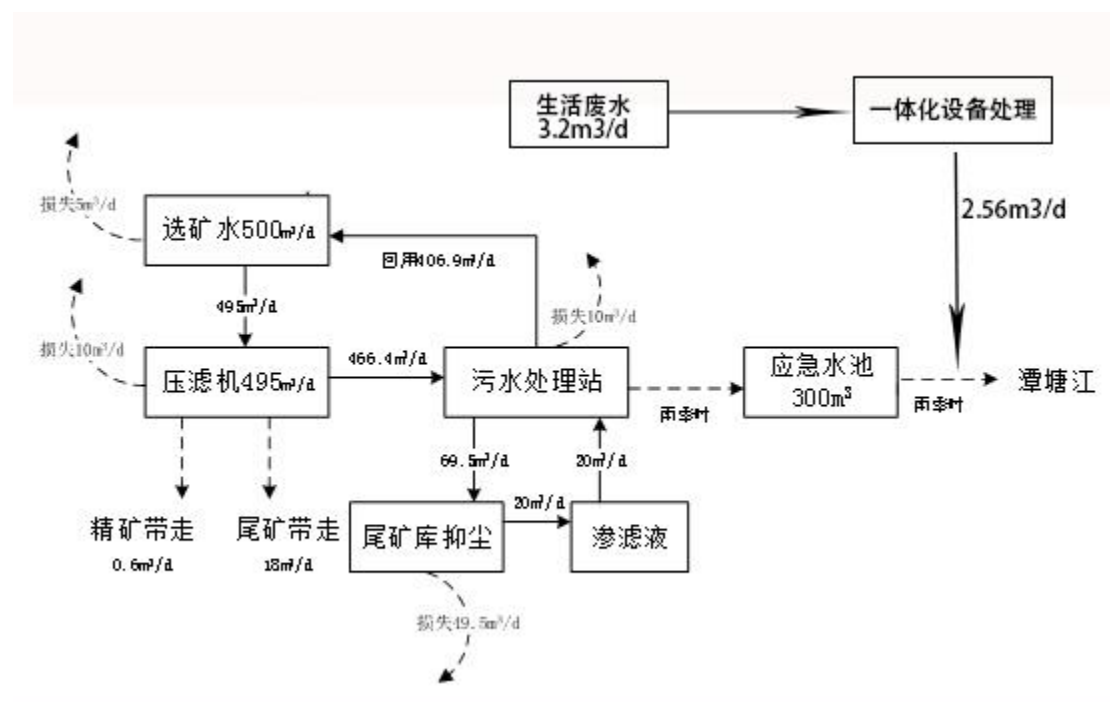 生活废水
3.2m3/d
一体化设备处理
2.56m3/d
损失5m³/d
选矿水500m³/d
回用406.9m³/d
495m³/d
损失10m³/d
损失10m³/d
压滤机495m³/d
466.4m³/d
污水处理站
雨季时
应急水池
300m³
雨季时
潭塘江
69.5m³/d
20m³/d
20m³/d
精矿带走
0.6m³/d
尾矿带走
18m³/d
尾矿库抑尘
渗滤液
损失49.5m³/d